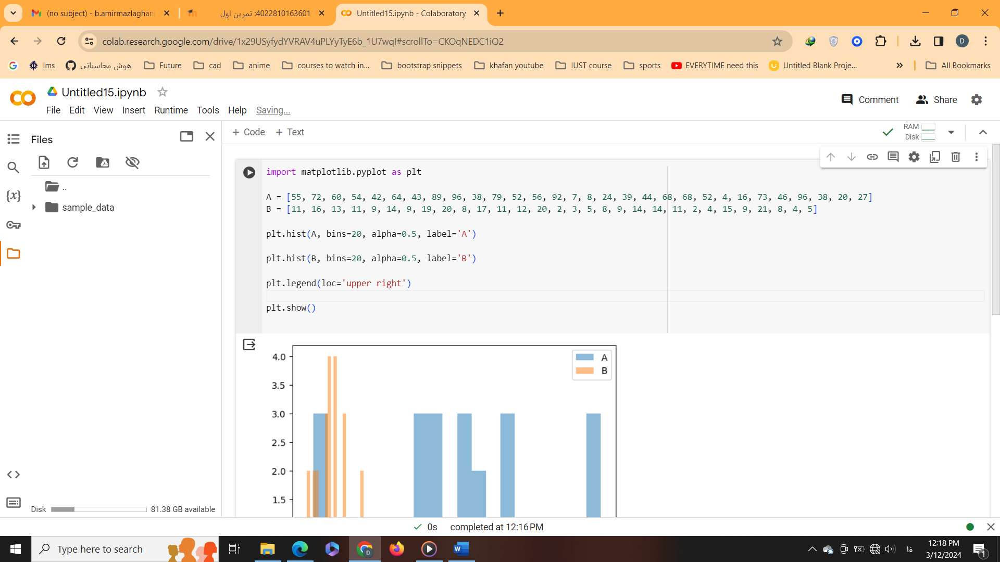 (no subject) - b.amirmazlaghani
4022810163601: تمرین اول
Untitled15.ipynb - Colaboratory
colab.research.google.com/drive/1x29USyfydYVRAV4uPLYyTyE6b_1U7wqI#scrollTo=CKOqNEDC1iQ2
D
lms
هوش محاسباتی
Future
cad
anime
courses to watch in...
bootstrap snippets
khafan youtube
IUST course
sports
EVERYTIME need this
Untitled Blank Proje...
All Bookmarks
Untitled15.ipynb
Comment
Share
File Edit View Insert Runtime Tools Help Saving...
Files
+ Code + Text
RAM
Disk
..
sample_data
{x}
import matplotlib.pyplot as plt
A = [55, 72, 60, 54, 42, 64, 43, 89, 96, 38, 79, 52, 56, 92, 7, 8, 24, 39, 44, 68, 68, 52, 4, 16, 73, 46, 96, 38, 20, 27]
B = [11, 16, 13, 11, 9, 14, 9, 19, 20, 8, 17, 11, 12, 20, 2, 3, 5, 8, 9, 14, 14, 11, 2, 4, 15, 9, 21, 8, 4, 5]
plt.hist(A, bins=20, alpha=0.5, label='A')
plt.hist(B, bins=20, alpha=0.5, label='B')
plt.legend(loc='upper right')
plt.show()
4.0
3.5
3.0
2.5
2.0
1.5
A
B
Disk
81.38 GB available
0s completed at 12:16 PM
Type here to search
D
فا
12:18 PM
3/12/2024
1